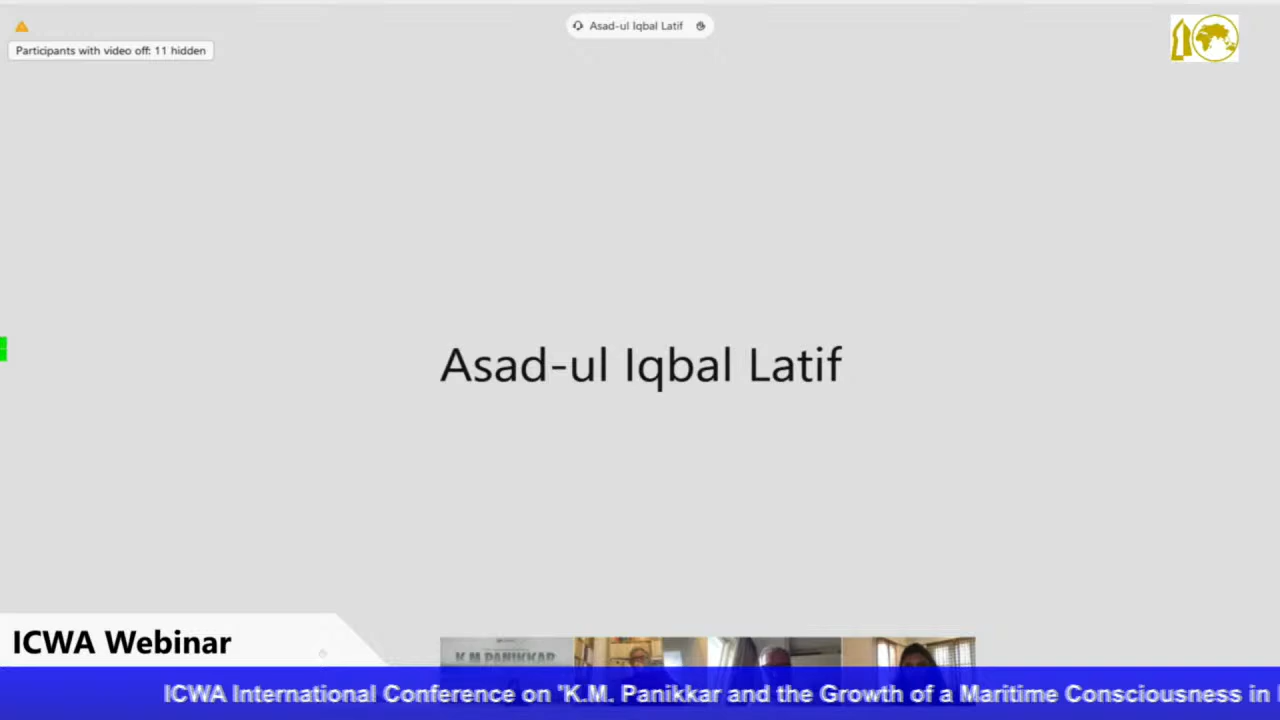 Asad-ul Iqbal Latif
Participants with video off: 11 hidden
Asad-ul Iqbal Latif
ICWA Webinar
K.M PANIKKAR
ICWA International Conference on 'K.M. Panikkar and the Growth of a Maritime Consciousness in